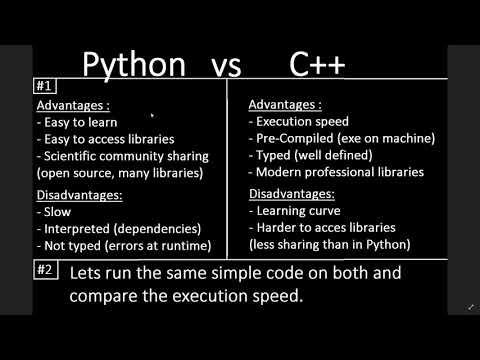 Python vs C++
#1
Advantages :
- Easy to learn
- Easy to access libraries
- Scientific community sharing
(open source, many libraries)
Disadvantages:
- Slow
- Interpreted (dependencies)
- Not typed (errors at runtime)
Advantages :
- Execution speed
- Pre-Compiled (exe on machine)
- Typed (well defined)
- Modern professional libraries
Disadvantages:
- Learning curve
- Harder to acces libraries
(less sharing than in Python)
#2
Lets run the same simple code on both and
compare the execution speed.